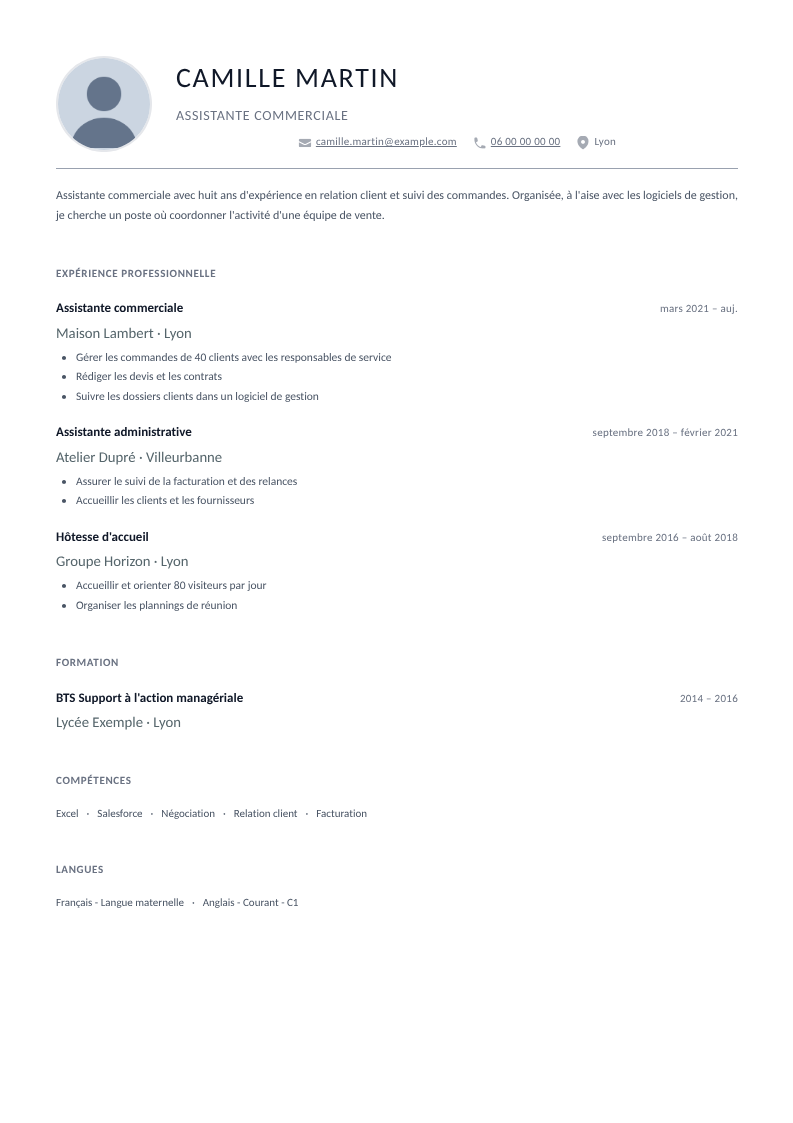 CAMILLE MARTIN
ASSISTANTE COMMERCIALE
camille.martin@example.com 06 00 00 00 00 Lyon
Assistante commerciale avec huit ans d'expérience en relation client et suivi des commandes. Organisée, à l'aise avec les logiciels de gestion,
je cherche un poste où coordonner l'activité d'une équipe de vente.
EXPÉRIENCE PROFESSIONNELLE
Assistante commerciale mars 2021 – auj.
Maison Lambert · Lyon
• Gérer les commandes de 40 clients avec les responsables de service
• Rédiger les devis et les contrats
• Suivre les dossiers clients dans un logiciel de gestion
Assistante administrative septembre 2018 – février 2021
Atelier Dupré · Villeurbanne
• Assurer le suivi de la facturation et des relances
• Accueillir les clients et les fournisseurs
Hôtesse d'accueil septembre 2016 – août 2018
Groupe Horizon · Lyon
• Accueillir et orienter 80 visiteurs par jour
• Organiser les plannings de réunion
FORMATION
BTS Support à l'action managériale 2014 – 2016
Lycée Exemple · Lyon
COMPÉTENCES
Excel · Salesforce · Négociation · Relation client · Facturation
LANGUES
Français - Langue maternelle · Anglais - Courant - C1